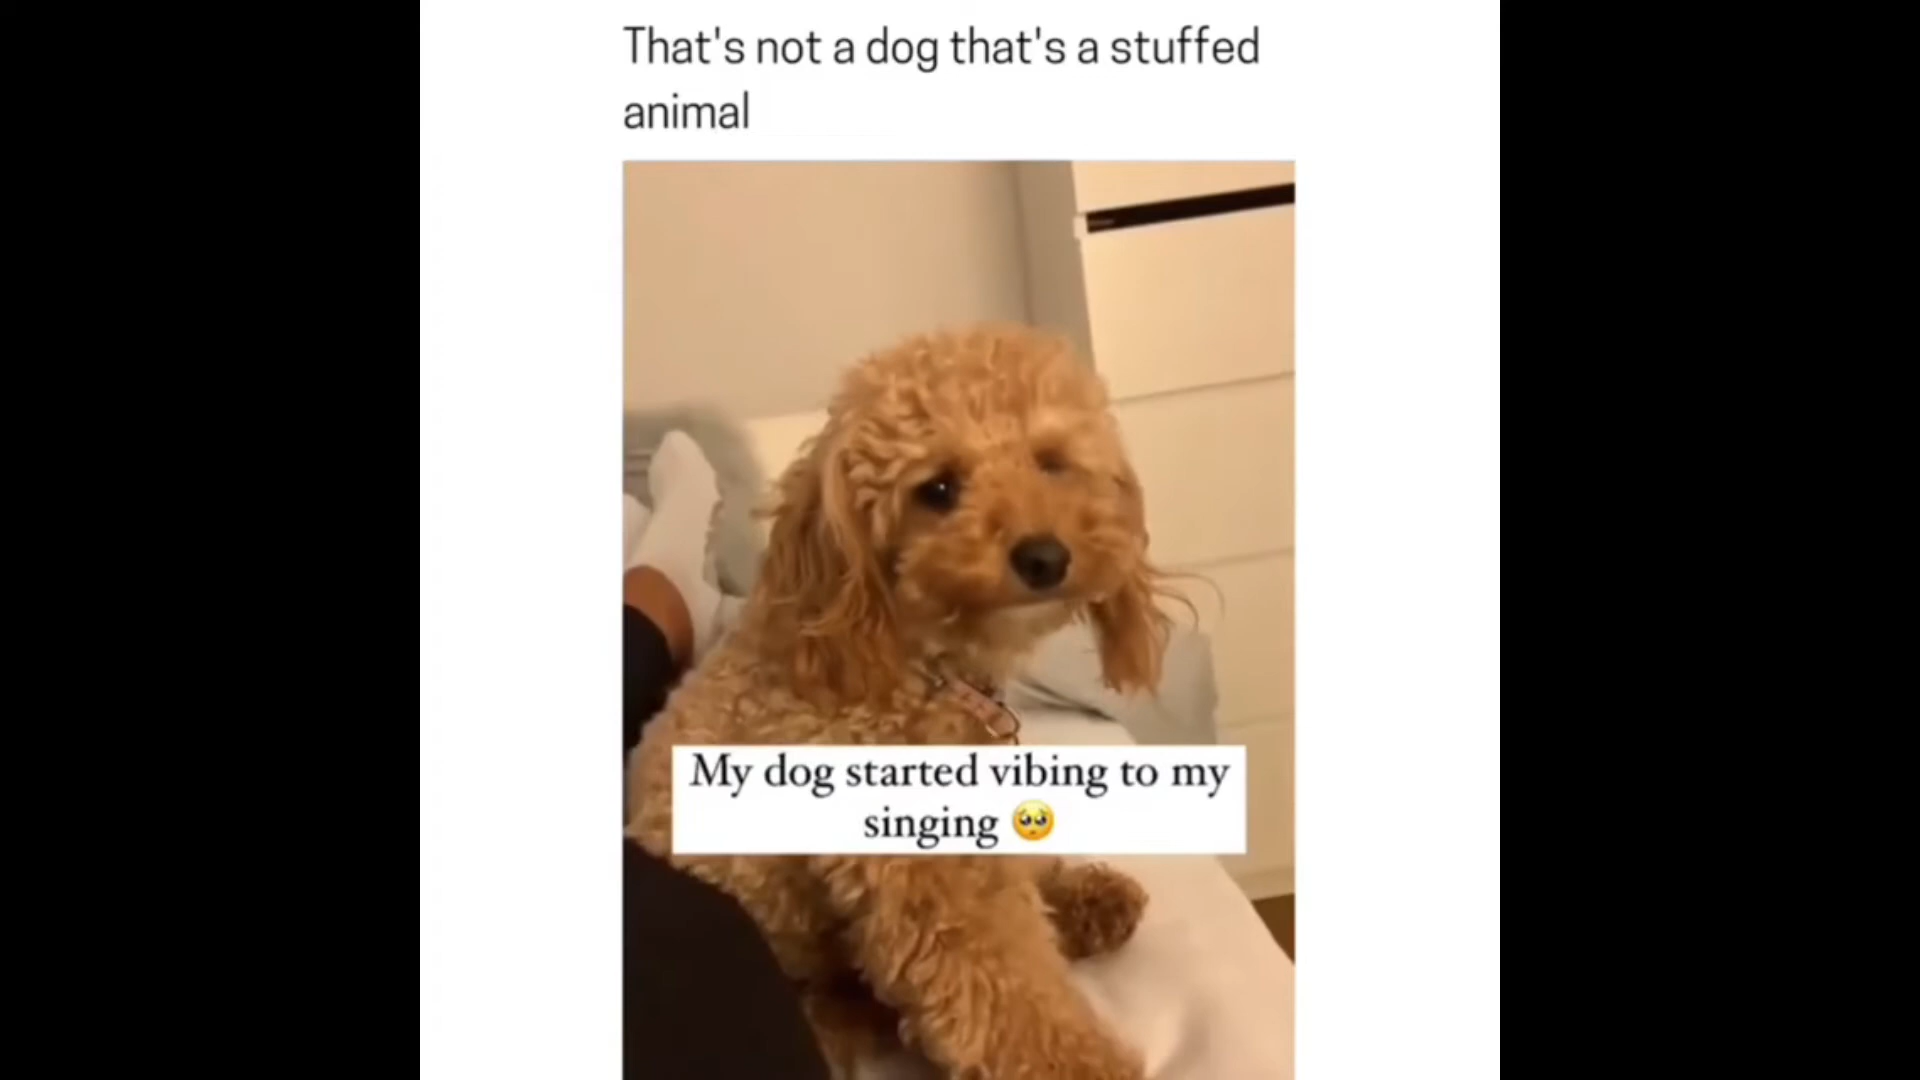 That's not a dog that's a stuffed
animal
My dog started vibing to my
singing 🥺